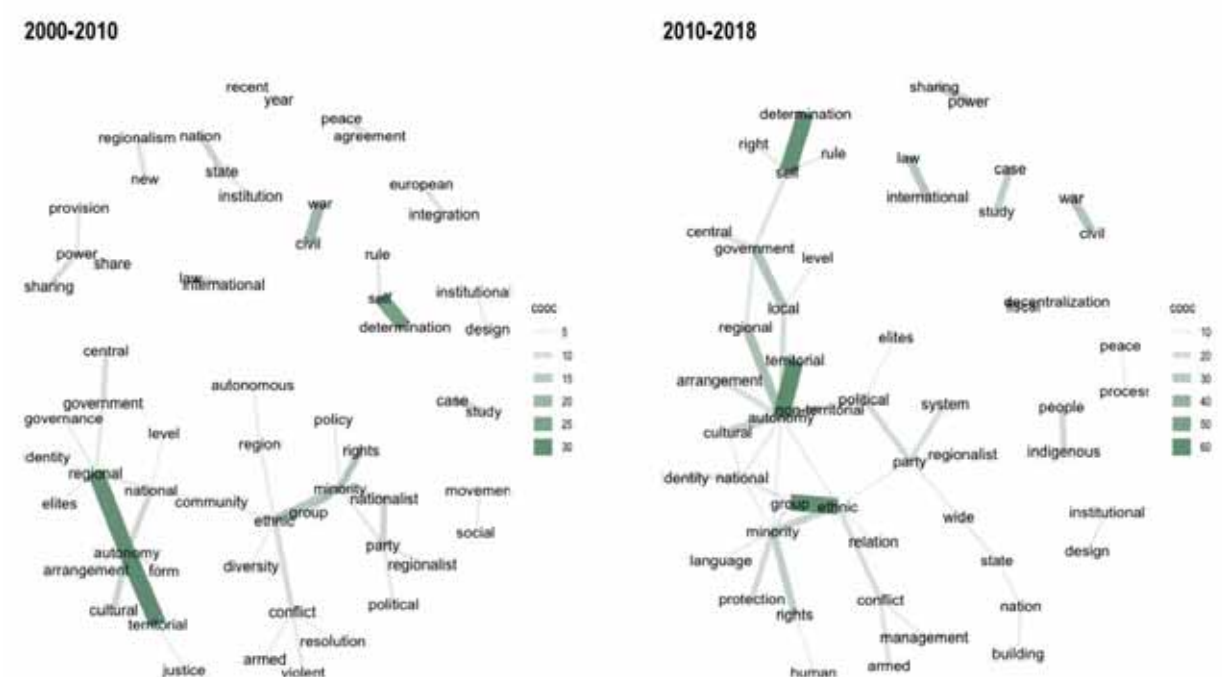 2000-2010
recent
year
peace
agreement
regionalism
nation
new
state
institution
european
integration
provision
war
civil
power
share
sharing
law
international
rule
self
determination
institutional
design
cooc
5
10
15
20
25
30
central
government
governance
level
autonomous
policy
case
study
region
rights
dentity
regional
national
community
minority
nationalist
elites
group
ethnic
movemen
social
autonomy
arrangement
form
party
regionalist
diversity
cultural
territorial
conflict
political
resolution
armed
violent
justice
2010-2018
sharing
power
determination
right
rule
self
law
international
case
study
war
civil
central
government
level
local
regional
decentralization
fiscal
cooc
10
20
30
40
50
60
elites
peace
proces
territorial
arrangement
political
non-territorial
autonomy
system
people
cultural
indigenous
party
regionalist
dentity
national
group
ethnic
wide
institutional
minority
relation
design
language
state
protection
rights
conflict
nation
management
building
armed
human